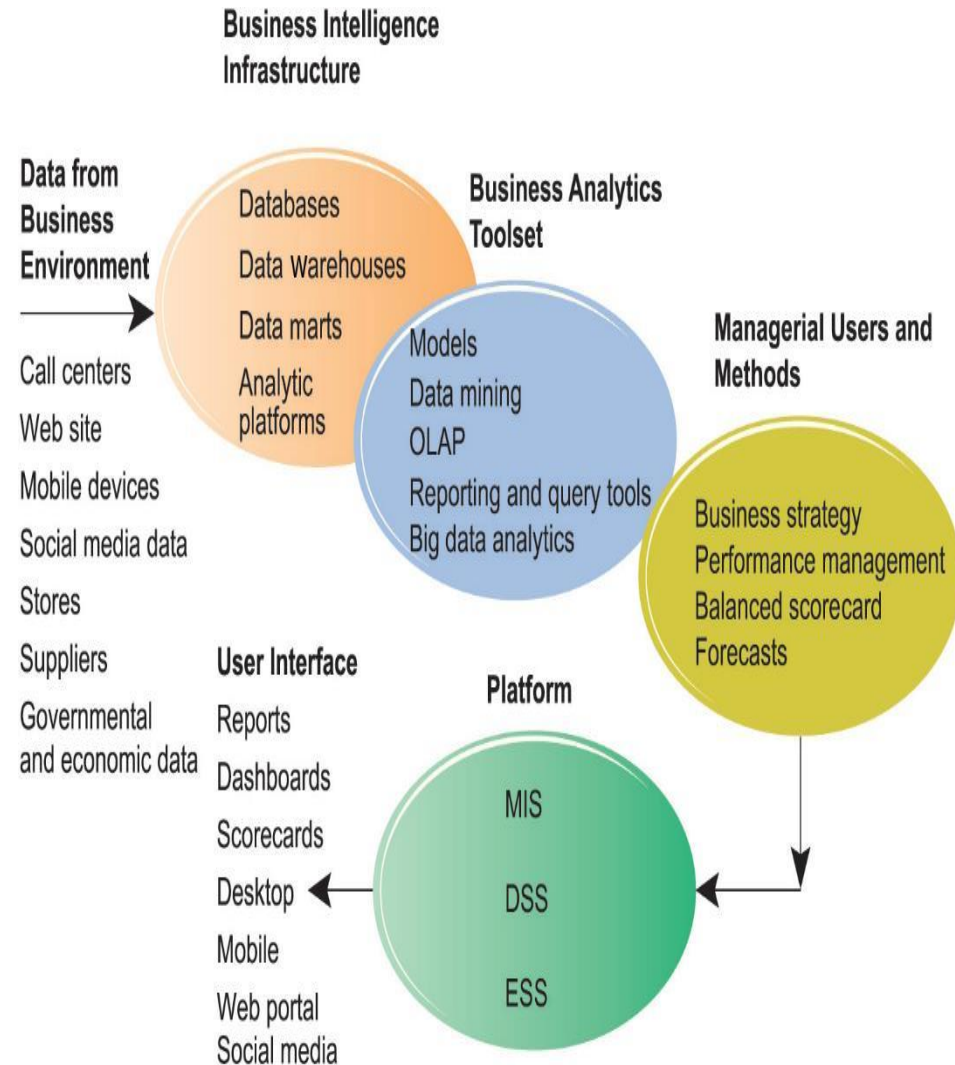 Business Intelligence
Infrastructure
Data from
Business
Environment
Call centers
Web site
Mobile devices
Social media data
Stores
Suppliers
Governmental
and economic data
Databases
Data warehouses
Data marts
Analytic
platforms
Business Analytics
Toolset
Models
Data mining
OLAP
Reporting and query tools
Big data analytics
Managerial Users and
Methods
Business strategy
Performance management
Balanced scorecard
Forecasts
Platform
MIS
DSS
ESS
User Interface
Reports
Dashboards
Scorecards
Desktop
Mobile
Web portal
Social media